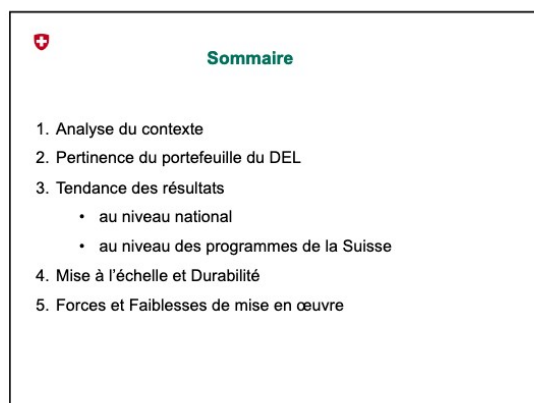 Sommaire
1. Analyse du contexte
2. Pertinence du portefeuille du DEL
3. Tendance des résultats
• au niveau national
• au niveau des programmes de la Suisse
4. Mise à l’échelle et Durabilité
5. Forces et Faiblesses de mise en œuvre